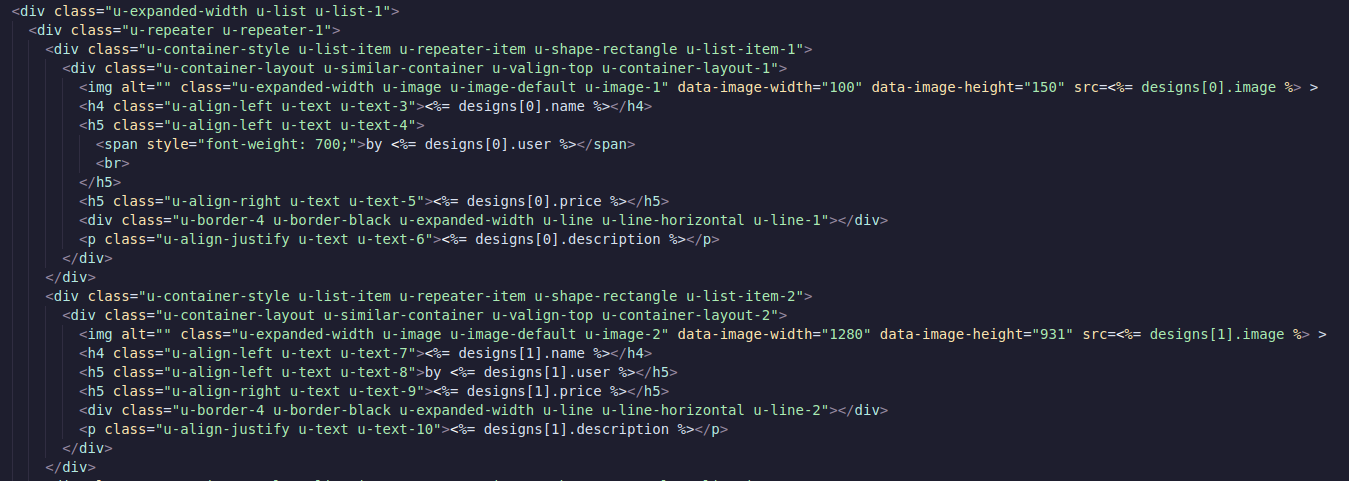 <div class="u-expanded-width u-list u-list-1">
<div class="u-repeater u-repeater-1">
<div class="u-container-style u-list-item u-repeater-item u-shape-rectangle u-list-item-1">
<div class="u-container-layout u-similar-container u-valign-top u-container-layout-1">
<img alt="" class="u-expanded-width u-image u-image-default u-image-1" data-image-width="100" data-image-height="150" src=<%= designs[0].image %> >
<h4 class="u-align-left u-text u-text-3"><%= designs[0].name %></h4>
<h5 class="u-align-left u-text u-text-4">
<span style="font-weight: 700;">by <%= designs[0].user %></span>
<br>
</h5>
<h5 class="u-align-right u-text u-text-5"><%= designs[0].price %></h5>
<div class="u-border-4 u-border-black u-expanded-width u-line u-line-horizontal u-line-1"></div>
<p class="u-align-justify u-text u-text-6"><%= designs[0].description %></p>
</div>
</div>
<div class="u-container-style u-list-item u-repeater-item u-shape-rectangle u-list-item-2">
<div class="u-container-layout u-similar-container u-valign-top u-container-layout-2">
<img alt="" class="u-expanded-width u-image u-image-default u-image-2" data-image-width="1280" data-image-height="931" src=<%= designs[1].image %> >
<h4 class="u-align-left u-text u-text-7"><%= designs[1].name %></h4>
<h5 class="u-align-left u-text u-text-8">by <%= designs[1].user %></h5>
<h5 class="u-align-right u-text u-text-9"><%= designs[1].price %></h5>
<div class="u-border-4 u-border-black u-expanded-width u-line u-line-horizontal u-line-2"></div>
<p class="u-align-justify u-text u-text-10"><%= designs[1].description %></p>
</div>
</div>